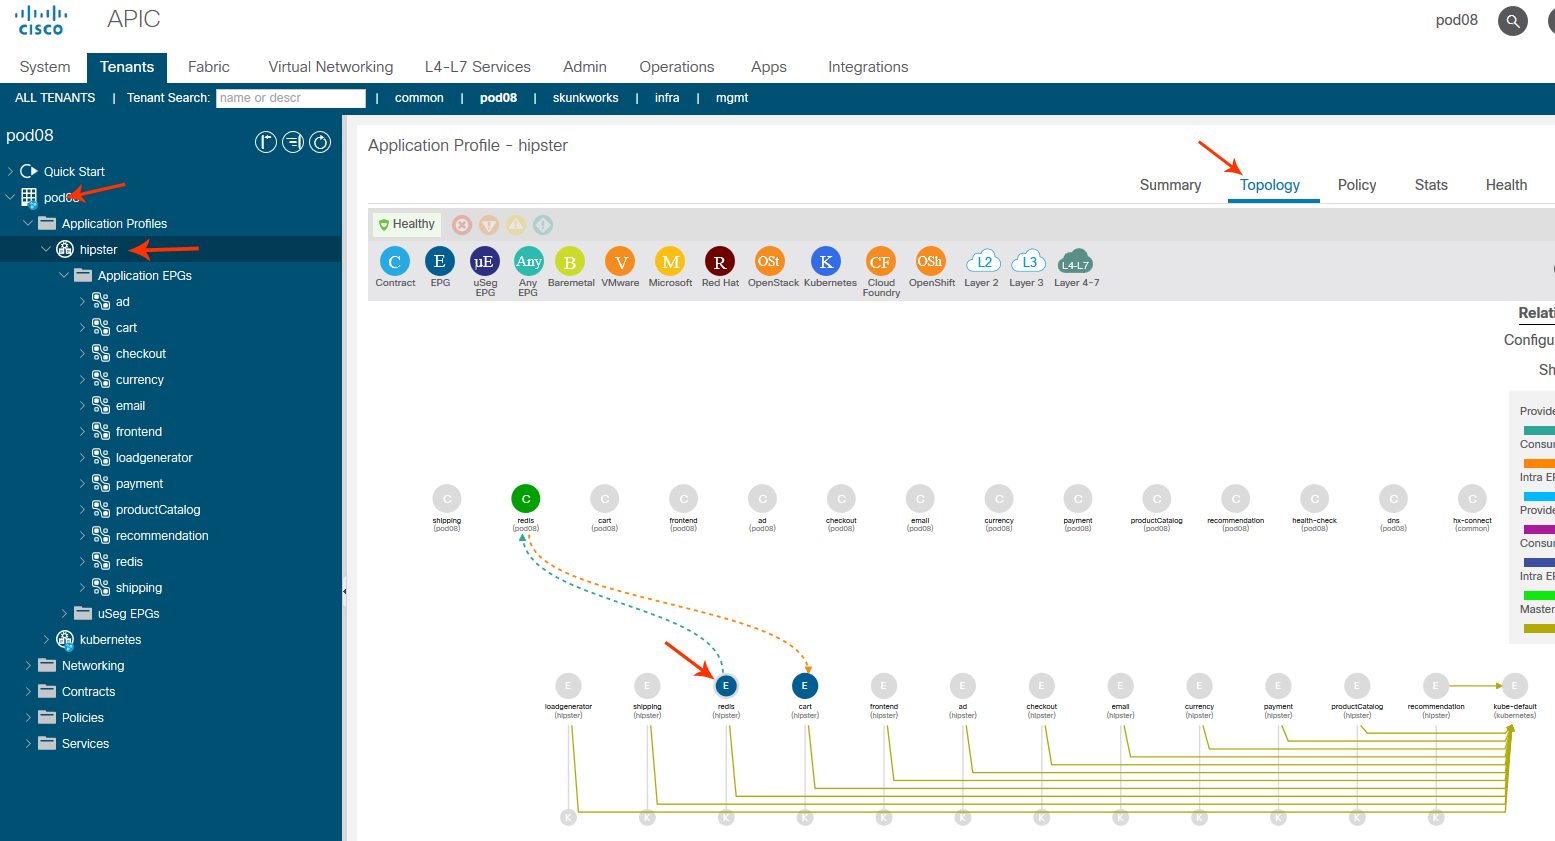 CISCO
APIC
pod08
System Tenants Fabric Virtual Networking L4-L7 Services Admin Operations Apps Integrations
ALL TENANTS | Tenant Search: name or descr | common | pod08 | skunkworks | infra | mgmt
pod08
Quick Start
pod08
Application Profiles
hipster
Application EPGs
ad
cart
checkout
currency
email
frontend
loadgenerator
payment
productCatalog
recommendation
redis
shipping
uSeg EPGs
kubernetes
Networking
Contracts
Policies
Services
Application Profile - hipster
Summary Topology Policy Stats Health
Healthy
C E µE Any B V M R OSt K CF OSh L2 L3 L4-L7
Contract EPG uSeg EPG Any EPG Baremetal VMware Microsoft Red Hat OpenStack Kubernetes Cloud Foundry OpenShift Layer 2 Layer 3 Layer 4-7
Relati
Configu
Sh
Provide
Consur
Intra EF
Provide
Consur
Intra EF
Master
C C C C C C C C C C C C C C
shipping redis cart frontend ad checkout email currency payment productCatalog recommendation health-check dns hx-connect
(pod08) (pod08) (pod08) (pod08) (pod08) (pod08) (pod08) (pod08) (pod08) (pod08) (pod08) (pod08) (pod08) (common)
E E E E E E E E E E E E E
loadgenerator shipping redis cart frontend ad checkout email currency payment productCatalog recommendation kube-default
(hipster) (hipster) (hipster) (hipster) (hipster) (hipster) (hipster) (hipster) (hipster) (hipster) (hipster) (hipster) (kubernetes)
K K K K K K K K K K K K